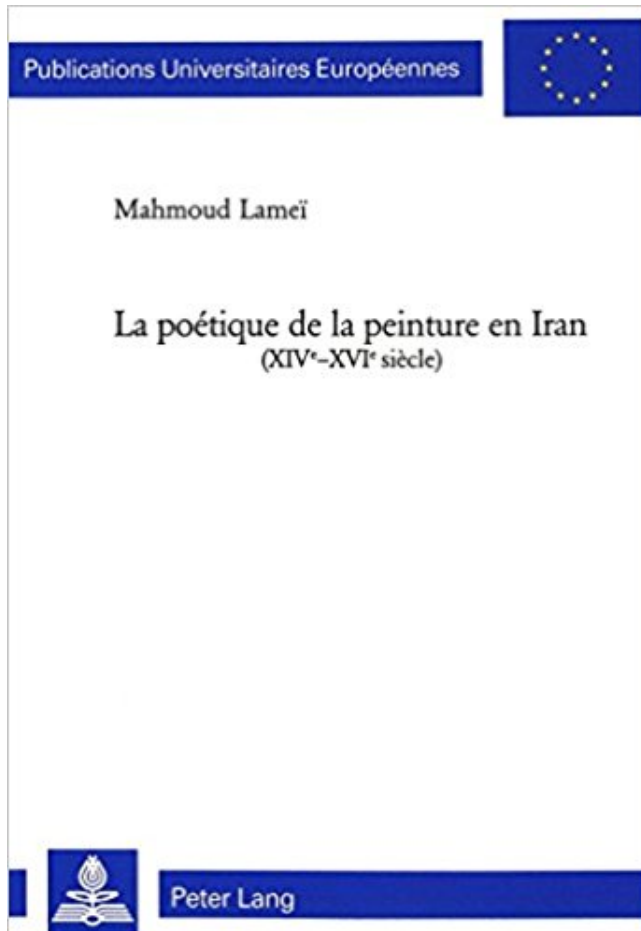 Publications Universitaires Européennes
Mahmoud Lameï
La poétique de la peinture en Iran
(XIVᵉ–XVIᵉ siècle)
Peter Lang